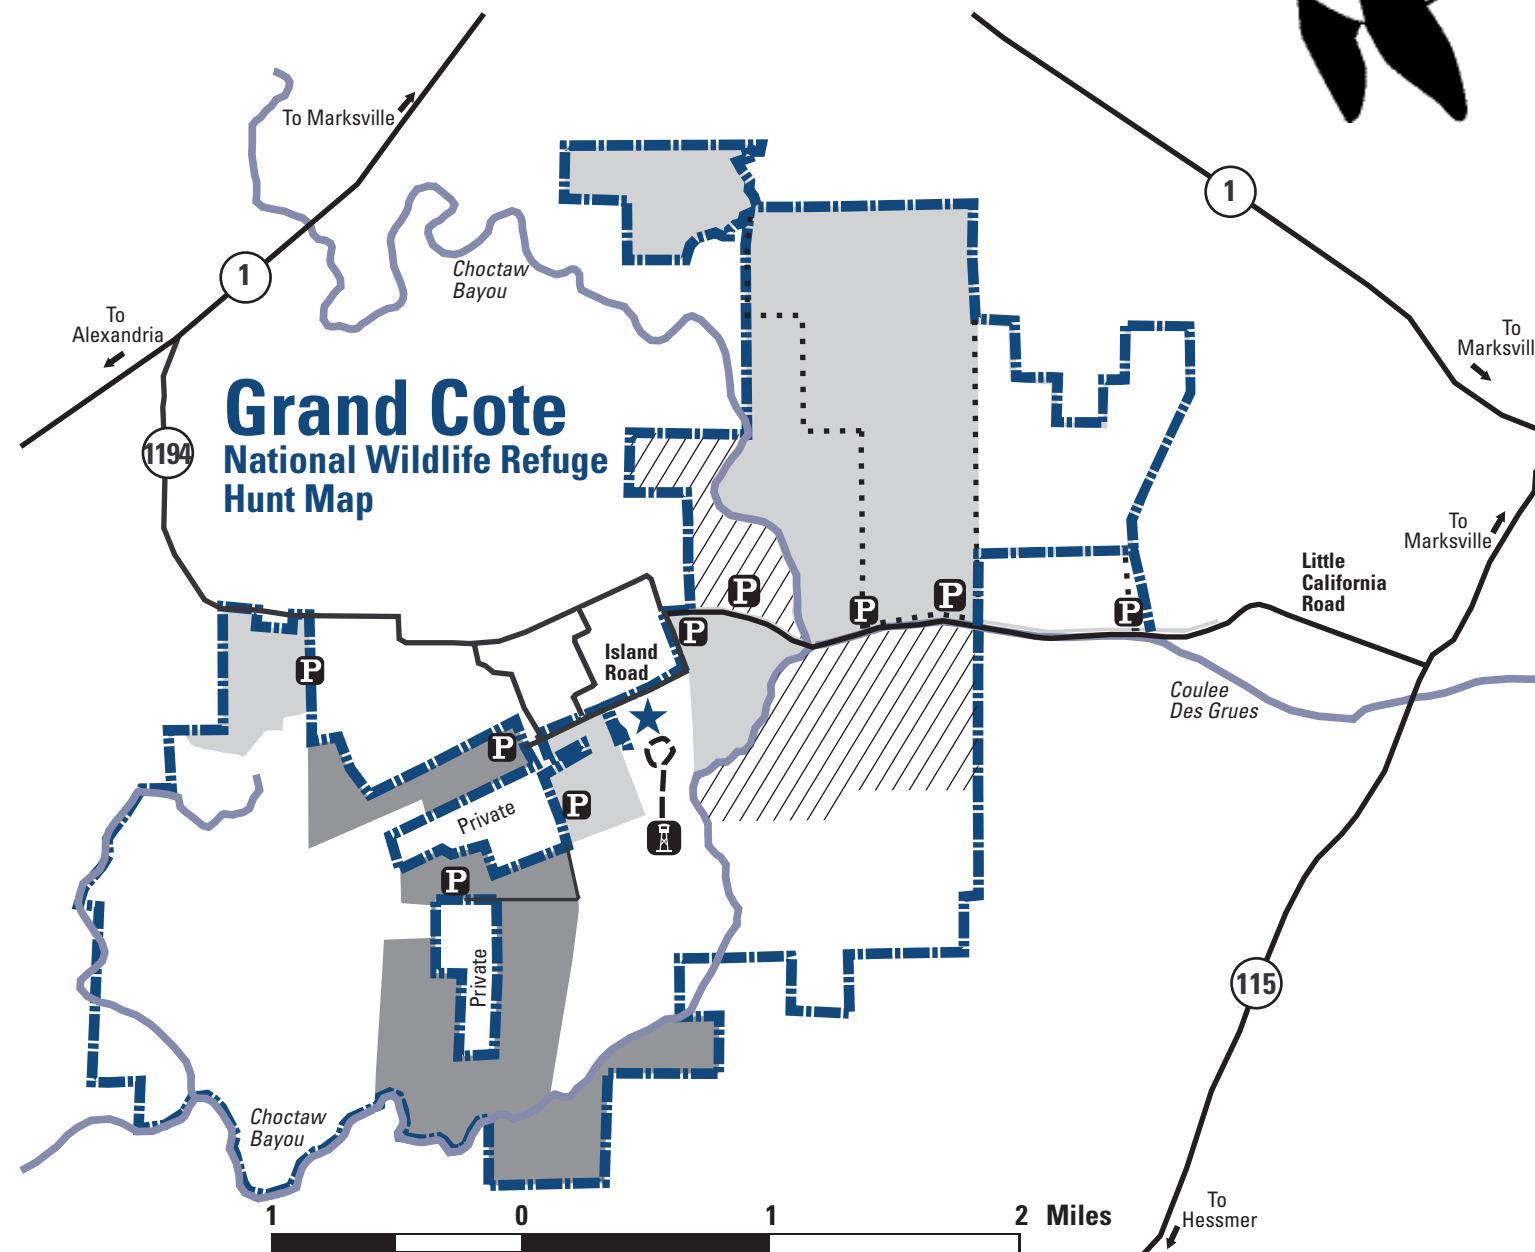 To Marksville
1
1
Choctaw
Bayou
To
Alexandria
To
Marksvill
Grand Cote
National Wildlife Refuge
Hunt Map
1194
To
Marksville
Little
California
Road
P
P
P
P
P
P
Island
Road
Coulee
Des Grues
P
P
Private
P
Private
115
Choctaw
Bayou
To
Hessmer
1 0 1 2 Miles